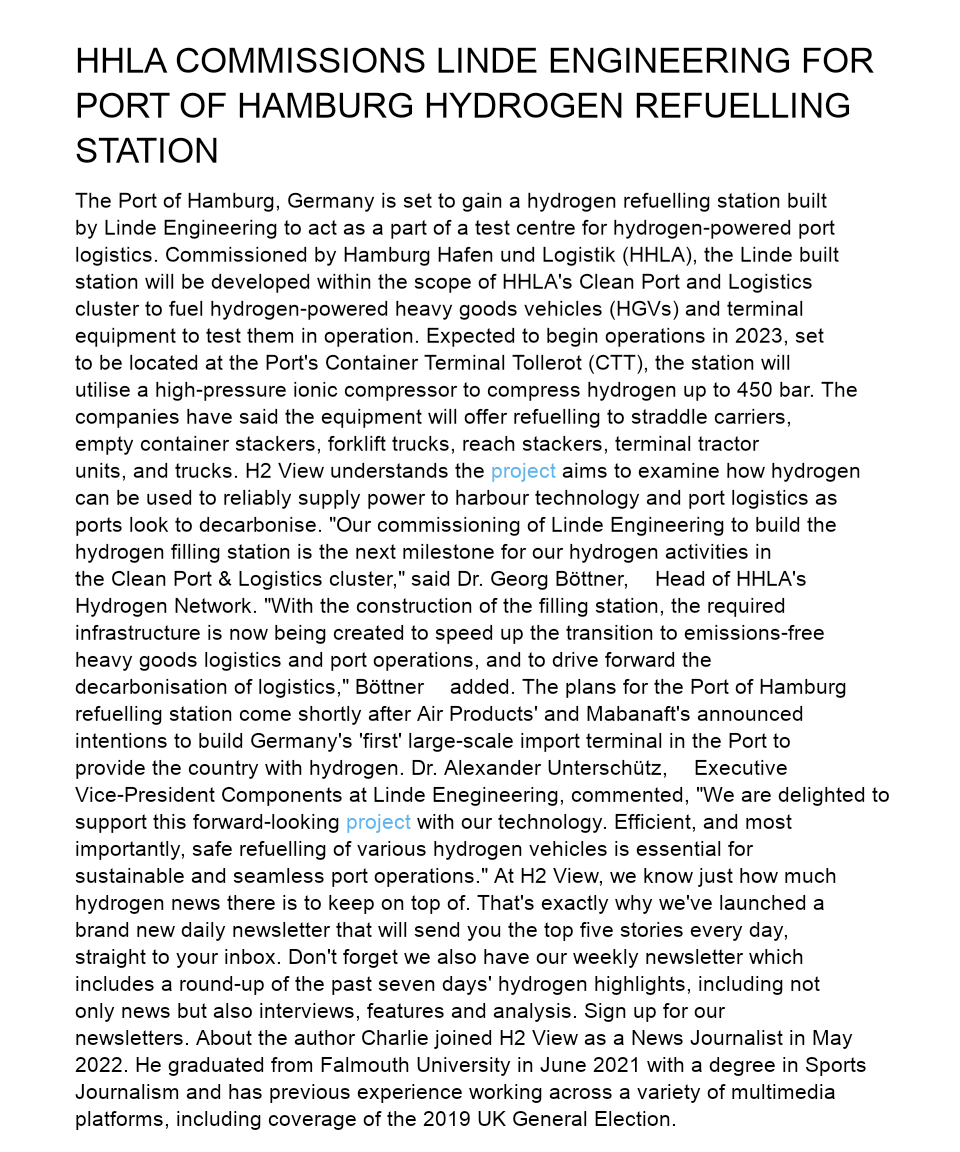 HHLA COMMISSIONS LINDE ENGINEERING FOR
PORT OF HAMBURG HYDROGEN REFUELLING
STATION
The Port of Hamburg, Germany is set to gain a hydrogen refuelling station built
by Linde Engineering to act as a part of a test centre for hydrogen-powered port
logistics. Commissioned by Hamburg Hafen und Logistik (HHLA), the Linde built
station will be developed within the scope of HHLA's Clean Port and Logistics
cluster to fuel hydrogen-powered heavy goods vehicles (HGVs) and terminal
equipment to test them in operation. Expected to begin operations in 2023, set
to be located at the Port's Container Terminal Tollerot (CTT), the station will
utilise a high-pressure ionic compressor to compress hydrogen up to 450 bar. The
companies have said the equipment will offer refuelling to straddle carriers,
empty container stackers, forklift trucks, reach stackers, terminal tractor
units, and trucks. H2 View understands the project aims to examine how hydrogen
can be used to reliably supply power to harbour technology and port logistics as
ports look to decarbonise. "Our commissioning of Linde Engineering to build the
hydrogen filling station is the next milestone for our hydrogen activities in
the Clean Port & Logistics cluster," said Dr. Georg Böttner, Head of HHLA's
Hydrogen Network. "With the construction of the filling station, the required
infrastructure is now being created to speed up the transition to emissions-free
heavy goods logistics and port operations, and to drive forward the
decarbonisation of logistics," Böttner added. The plans for the Port of Hamburg
refuelling station come shortly after Air Products' and Mabanaft's announced
intentions to build Germany's 'first' large-scale import terminal in the Port to
provide the country with hydrogen. Dr. Alexander Unterschütz, Executive
Vice-President Components at Linde Enegineering, commented, "We are delighted to
support this forward-looking project with our technology. Efficient, and most
importantly, safe refuelling of various hydrogen vehicles is essential for
sustainable and seamless port operations." At H2 View, we know just how much
hydrogen news there is to keep on top of. That's exactly why we've launched a
brand new daily newsletter that will send you the top five stories every day,
straight to your inbox. Don't forget we also have our weekly newsletter which
includes a round-up of the past seven days' hydrogen highlights, including not
only news but also interviews, features and analysis. Sign up for our
newsletters. About the author Charlie joined H2 View as a News Journalist in May
2022. He graduated from Falmouth University in June 2021 with a degree in Sports
Journalism and has previous experience working across a variety of multimedia
platforms, including coverage of the 2019 UK General Election.